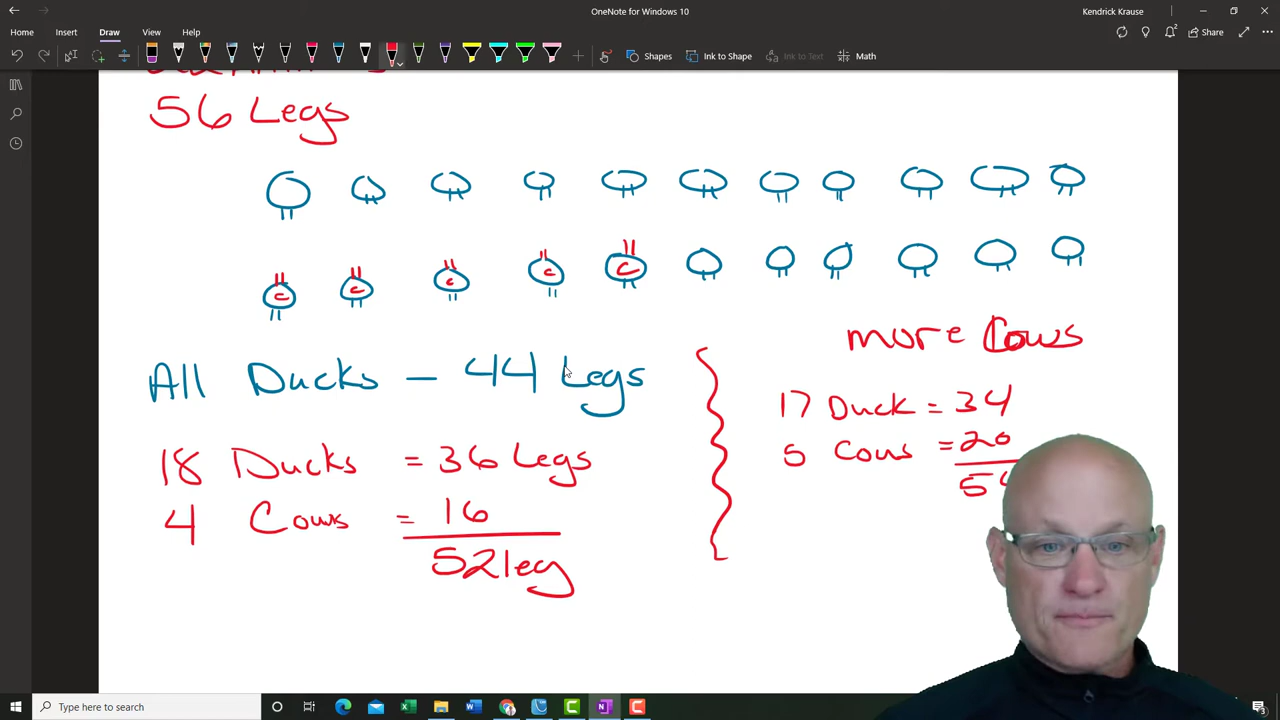 OneNote for Windows 10
Kendrick Krause
Home Insert Draw View Help
Shapes
Ink to Shape
Ink to Text
Math
Share
56 Legs
C C C C C
All Ducks - 44 Legs
18 Ducks = 36 Legs
4 Cows = 16
52 leg
more Cows
17 Duck = 34
5 Cows = 20
Type here to search